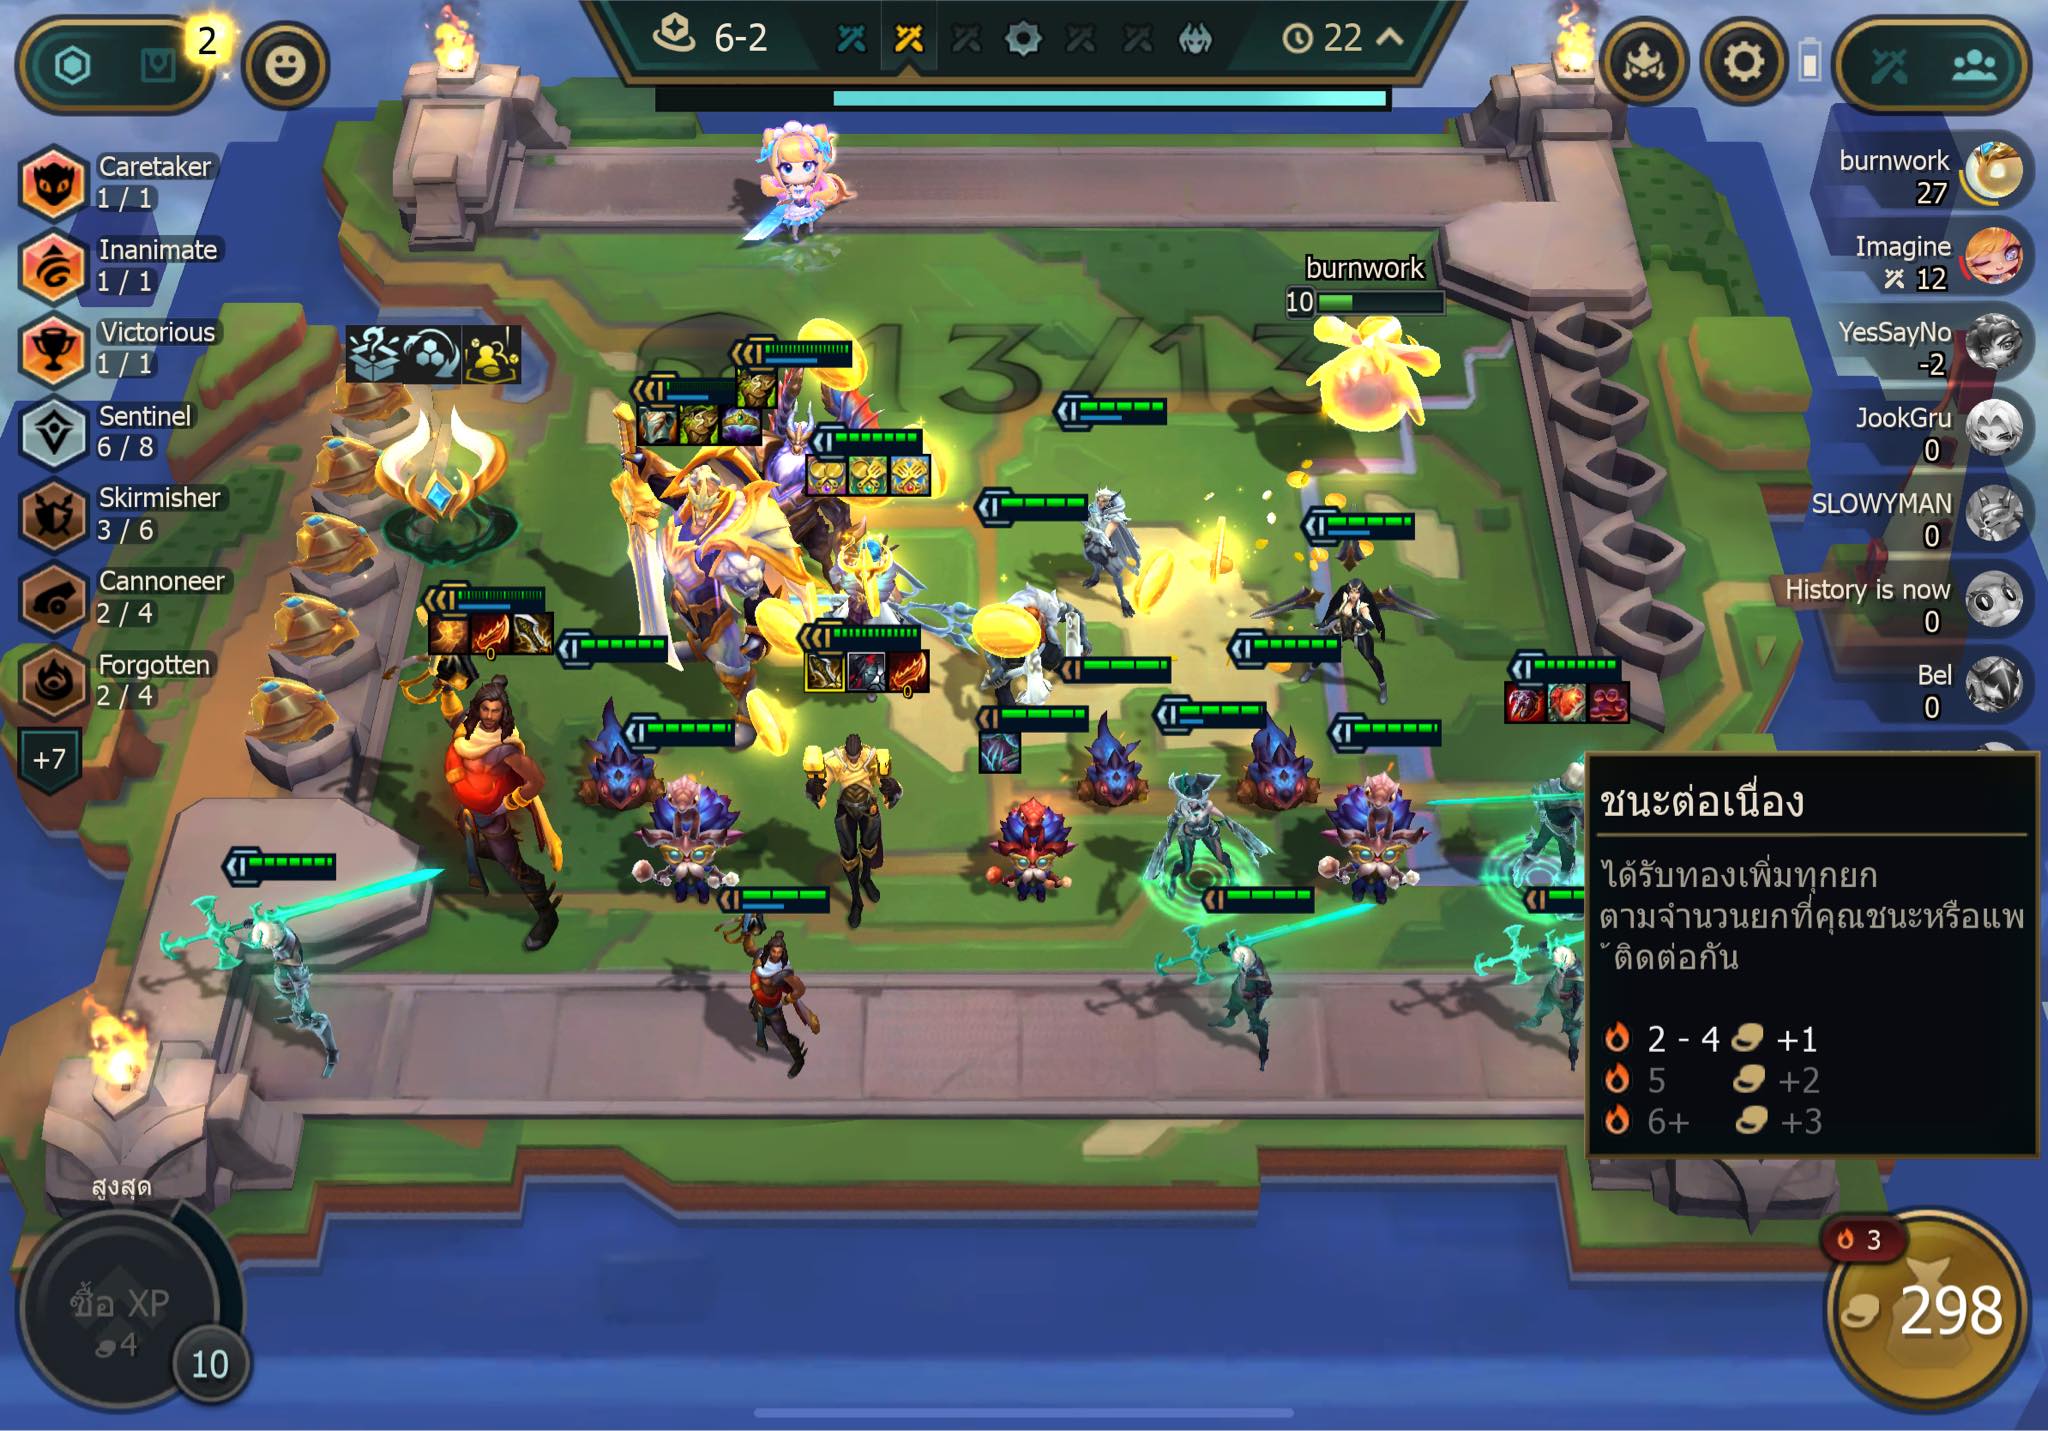 2
6-2
22
Caretaker
1 / 1
Inanimate
1 / 1
Victorious
1 / 1
Sentinel
6 / 8
Skirmisher
3 / 6
Cannoneer
2 / 4
Forgotten
2 / 4
+7
13/13
burnwork
10
0
0
burnwork
27
Imagine
12
YesSayNo
-2
JookGru
0
SLOWYMAN
0
History is now
0
Bel
0
ชนะต่อเนื่อง
ได้รับทองเพิ่มทุกยก
ตามจำนวนยกที่คุณชนะหรือแพ
้ติดต่อกัน
2 - 4 +1
5 +2
6+ +3
สูงสุด
ซื้อ XP
4
10
3
298